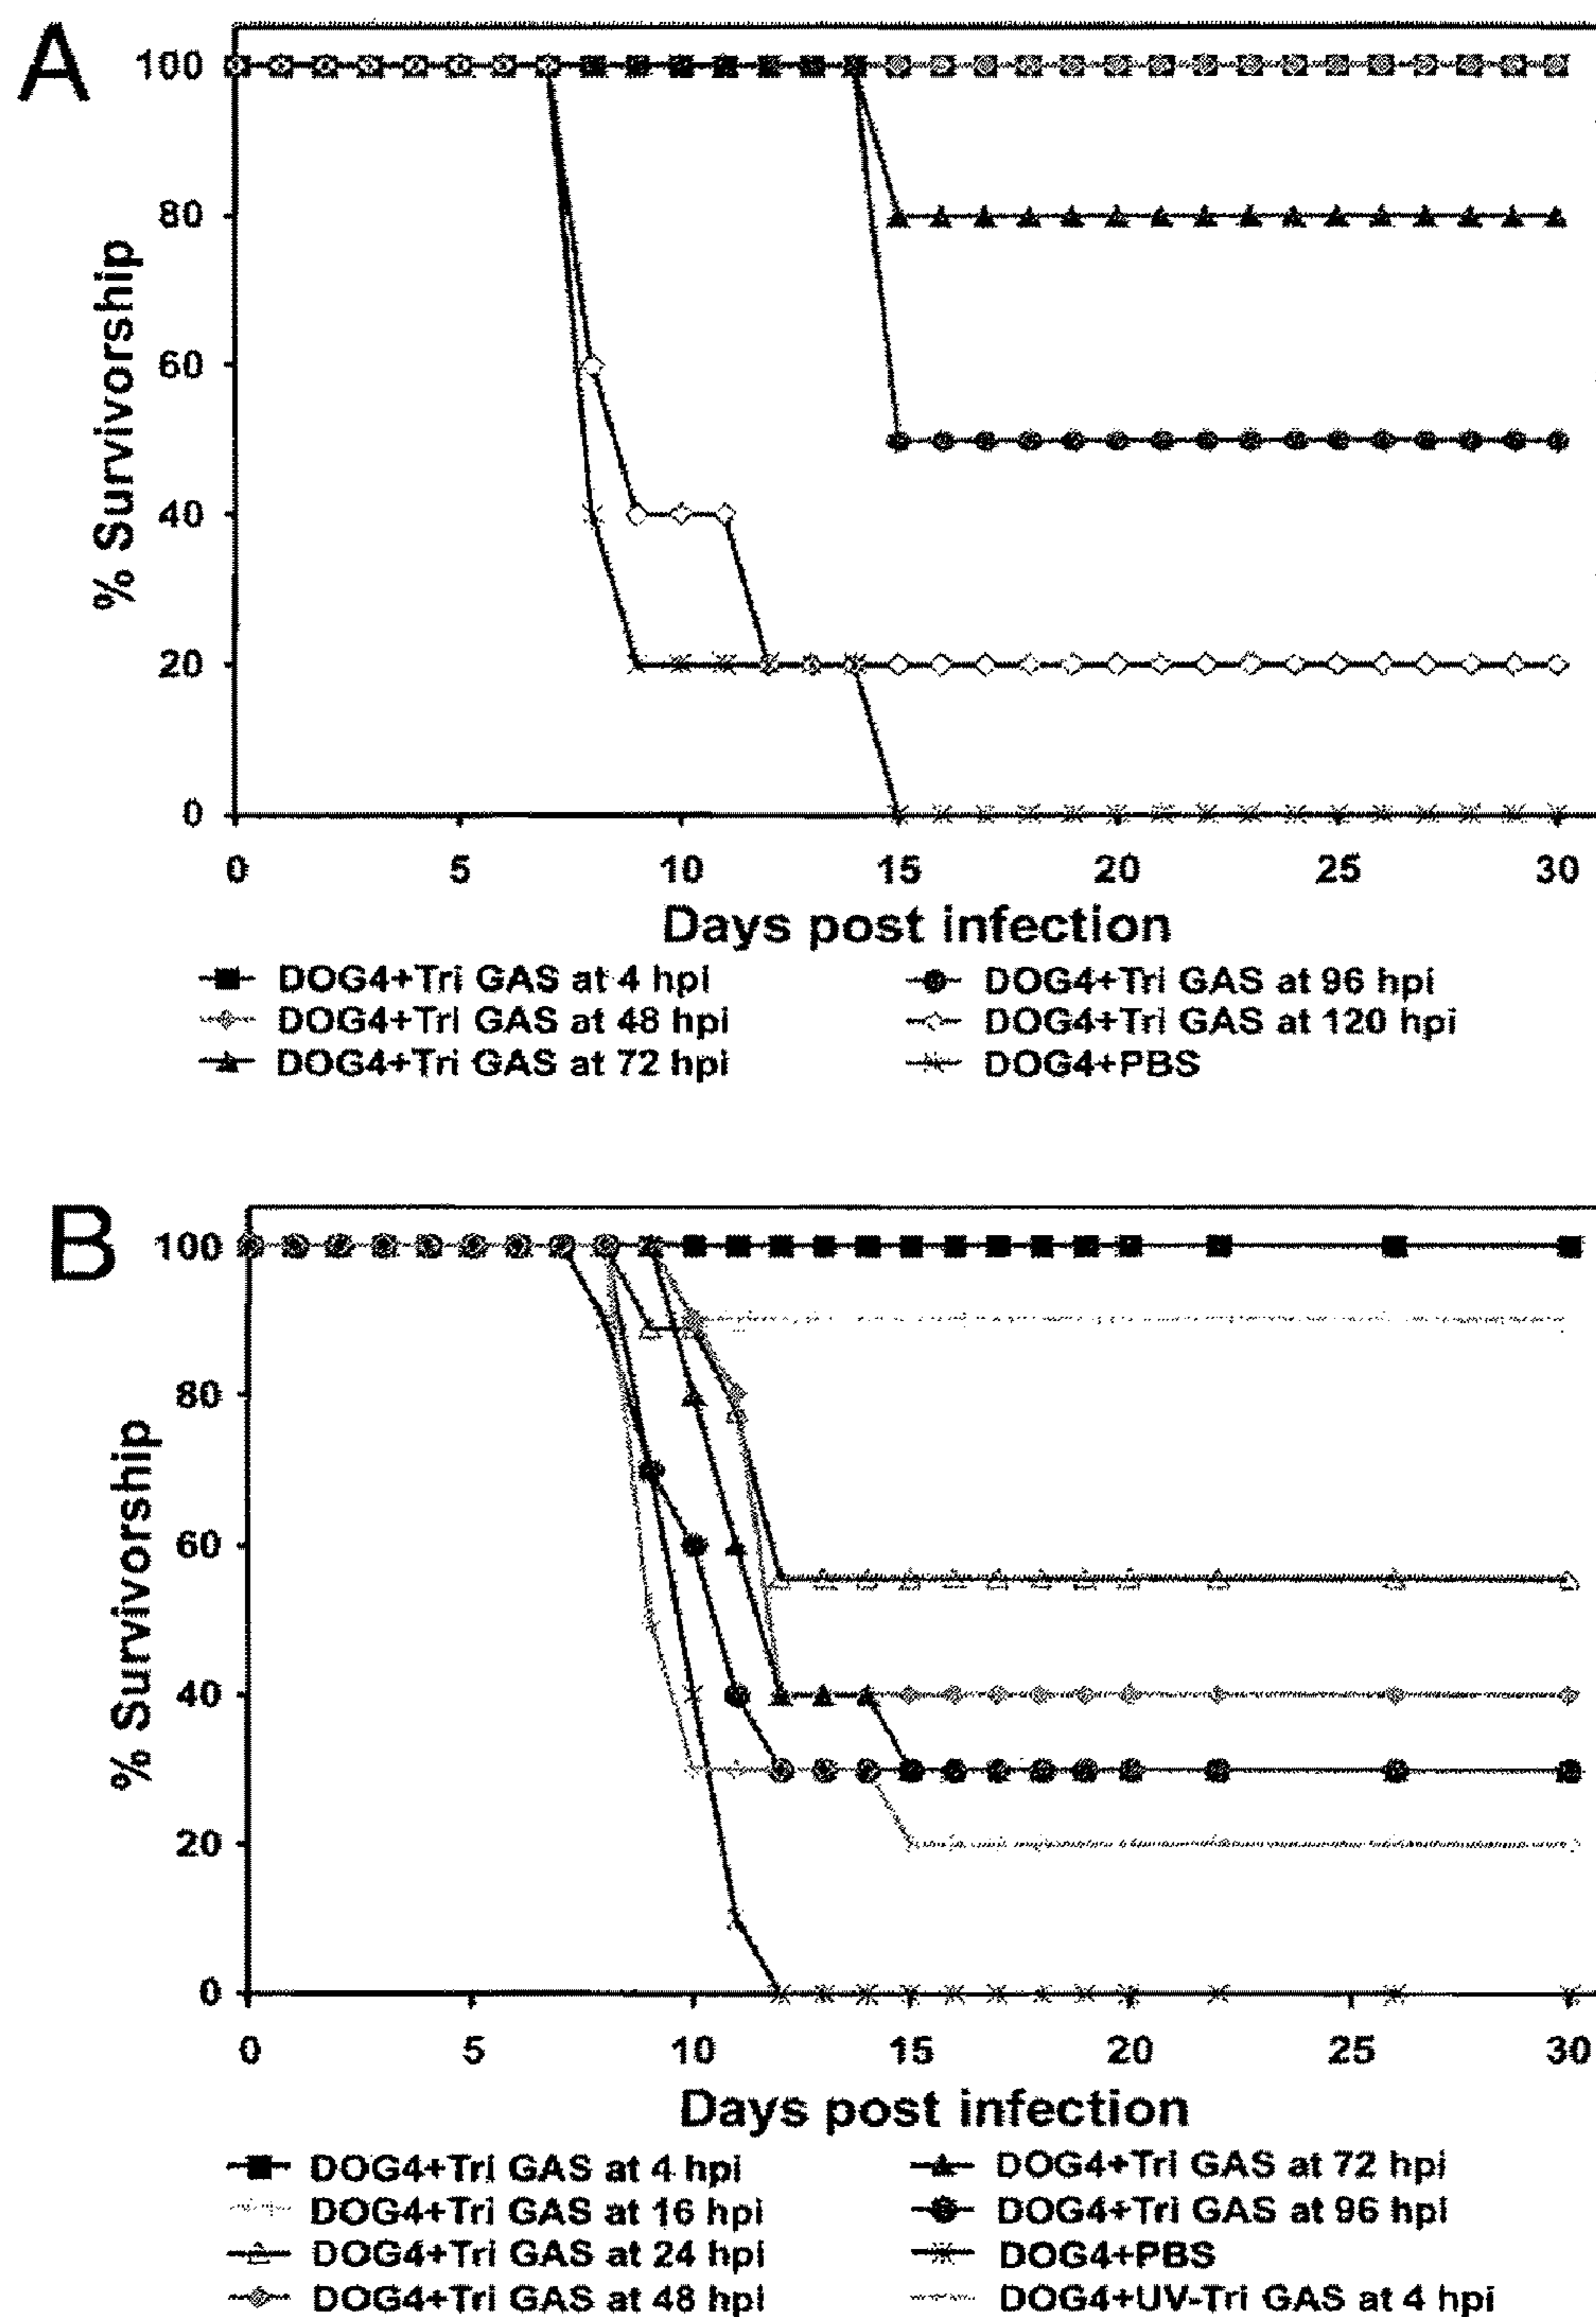 A
100
80
60
40
20
0
% Survivorship
0 5 10 15 20 25 30
Days post infection
DOG4+Tri GAS at 4 hpi
DOG4+Tri GAS at 48 hpi
DOG4+Tri GAS at 72 hpi
DOG4+Tri GAS at 96 hpi
DOG4+Tri GAS at 120 hpi
DOG4+PBS
B
100
80
60
40
20
0
% Survivorship
0 5 10 15 20 25 30
Days post infection
DOG4+Tri GAS at 4 hpi
DOG4+Tri GAS at 16 hpi
DOG4+Tri GAS at 24 hpi
DOG4+Tri GAS at 48 hpi
DOG4+Tri GAS at 72 hpi
DOG4+Tri GAS at 96 hpi
DOG4+PBS
DOG4+UV-Tri GAS at 4 hpi